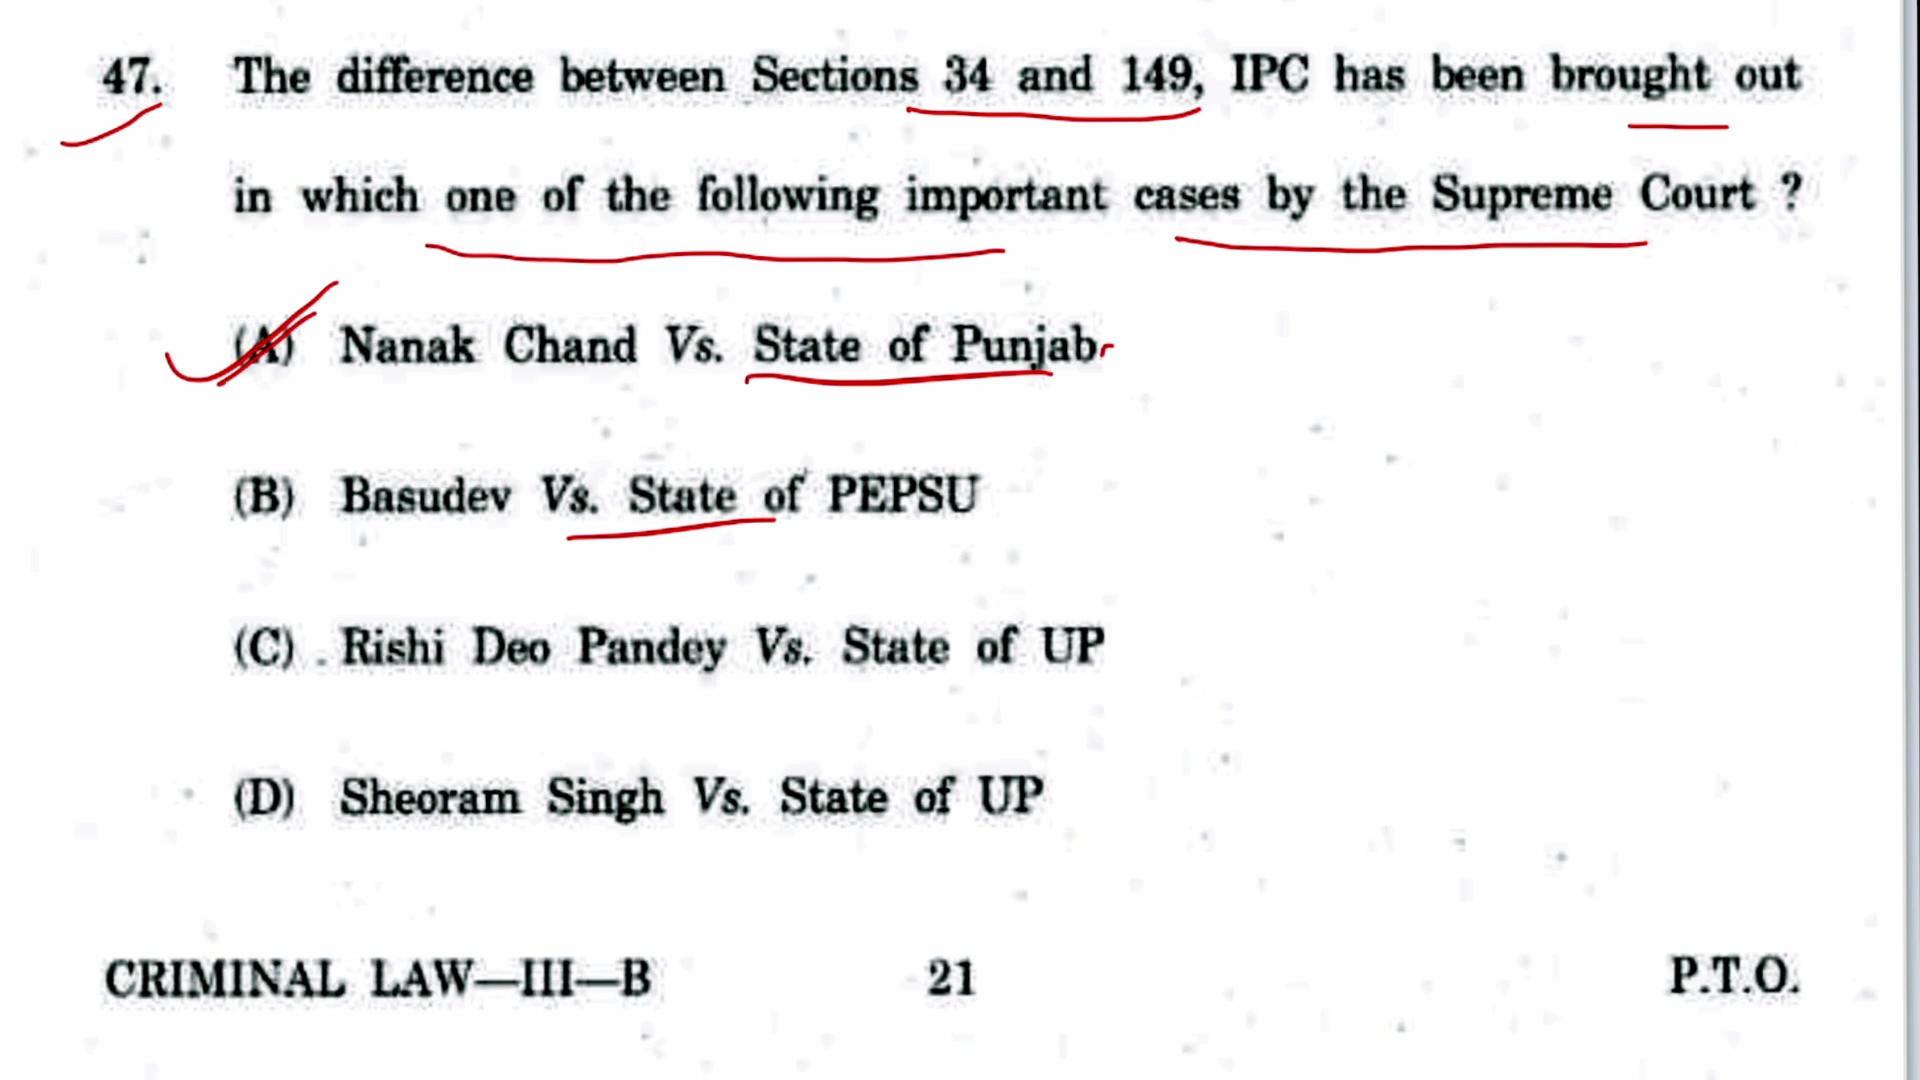 47. The difference between Sections 34 and 149, IPC has been brought out
in which one of the following important cases by the Supreme Court ?
(A) Nanak Chand Vs. State of Punjab
(B) Basudev Vs. State of PEPSU
(C) . Rishi Deo Pandey Vs. State of UP
(D) Sheoram Singh Vs. State of UP
CRIMINAL LAW—III—B 21 P.T.O.